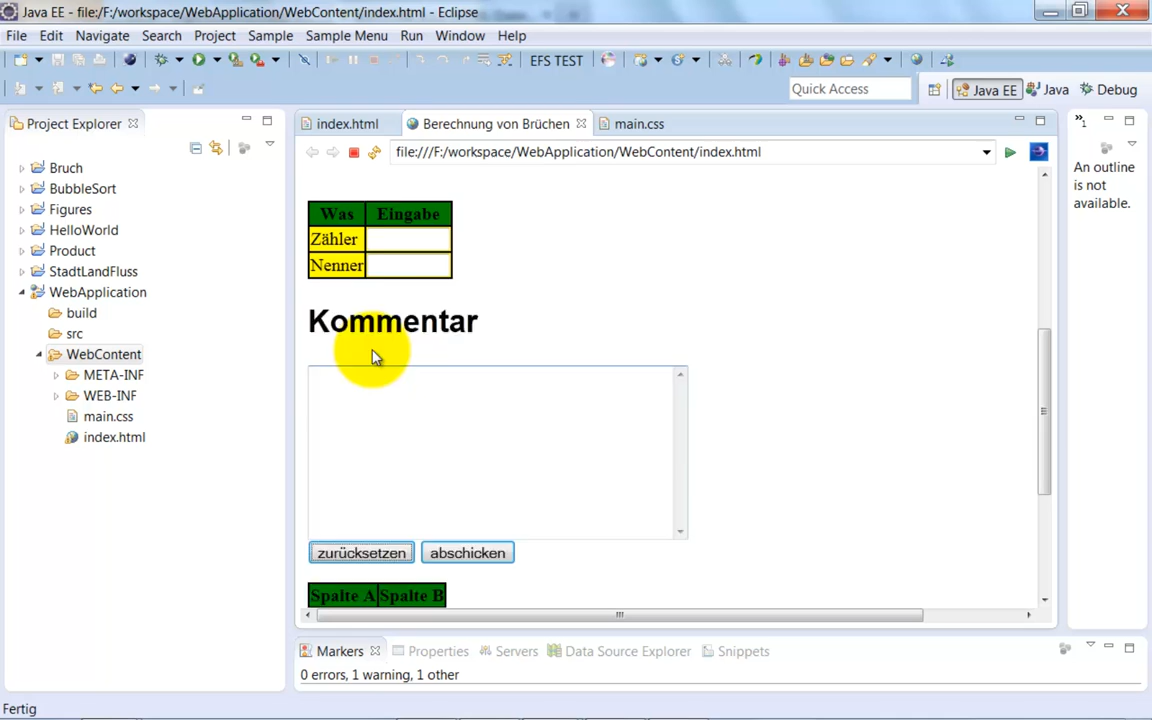 Java EE - file:/F:/workspace/WebApplication/WebContent/index.html - Eclipse
File Edit Navigate Search Project Sample Sample Menu Run Window Help
EFS TEST
Quick Access
Java EE
Java
Debug
Project Explorer
Bruch
BubbleSort
Figures
HelloWorld
Product
StadtLandFluss
WebApplication
build
src
WebContent
META-INF
WEB-INF
main.css
index.html
index.html
Berechnung von Brüchen
main.css
file:///F:/workspace/WebApplication/WebContent/index.html
Was Eingabe
Zähler
Nenner
Kommentar
zurücksetzen abschicken
Spalte A Spalte B
1
An outline
is not
available.
Markers Properties Servers Data Source Explorer Snippets
0 errors, 1 warning, 1 other
Fertig